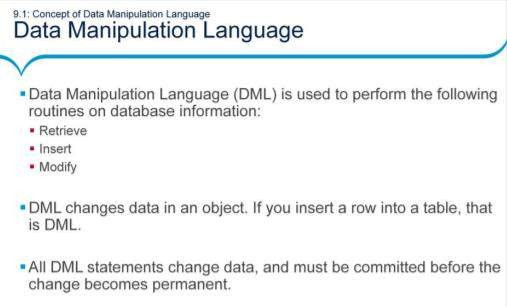 9.1: Concept of Data Manipulation Language
Data Manipulation Language
Data Manipulation Language (DML) is used to perform the following
routines on database information:
Retrieve
Insert
Modify
DML changes data in an object. If you insert a row into a table, that
is DML.
All DML statements change data, and must be committed before the
change becomes permanent.